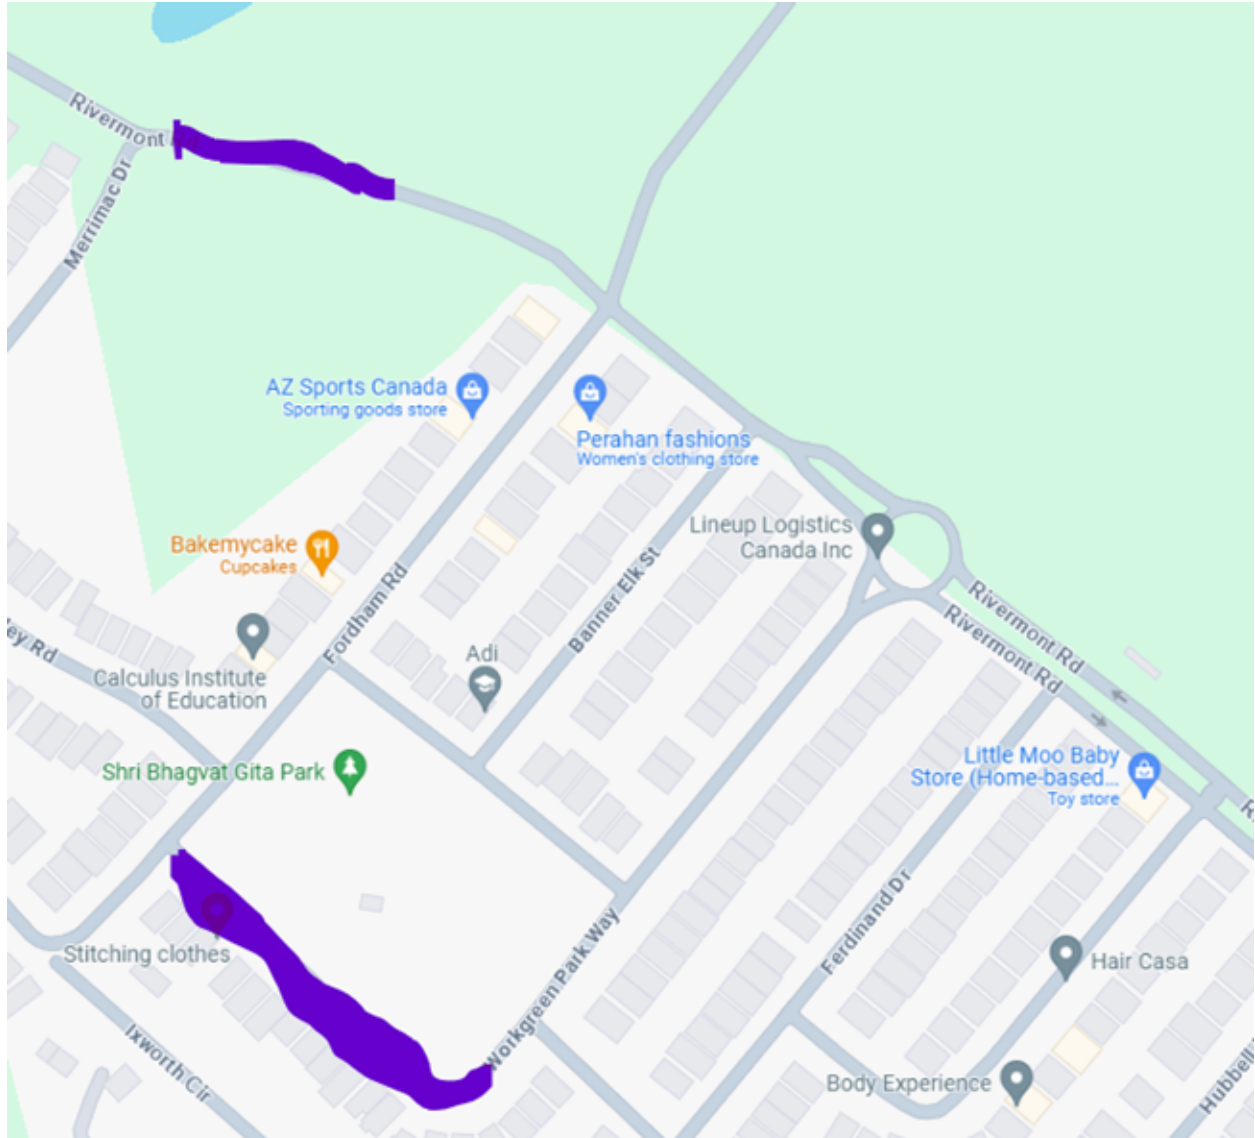 Rivermont
Merrimac Dr
AZ Sports Canada
Sporting goods store
Perahan fashions
Women's clothing store
Lineup Logistics
Canada Inc
Bakemycake
Cupcakes
Fordham Rd
Banner Elk St
Rivermont Rd
Rivermont Rd
ley Rd
Calculus Institute
of Education
Adi
Shri Bhagvat Gita Park
Little Moo Baby
Store (Home-based...
Toy store
Stitching clothes
Workgreen Park Way
Ferdinand Dr
Hair Casa
Ixworth Cir
Body Experience
Hubbell